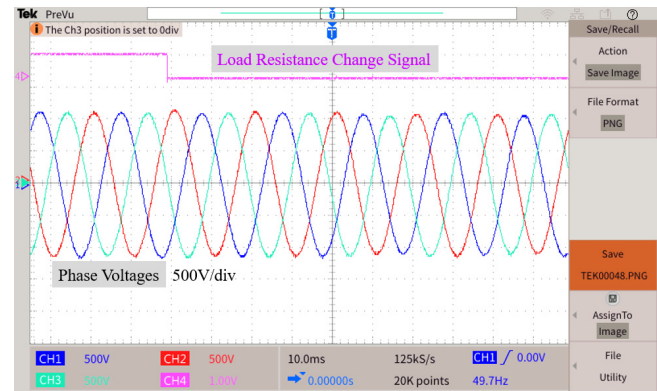 Tek PreVu
The Ch3 position is set to 0div
Load Resistance Change Signal
Phase Voltages 500V/div
CH1 500V CH2 500V 10.0ms 125kS/s CH1 0.00V
CH3 500V CH4 1.00V 0.00000s 20K points 49.7Hz
Save/Recall
Action
Save Image
File Format
PNG
Save
TEK00048.PNG
AssignTo
Image
File
Utility